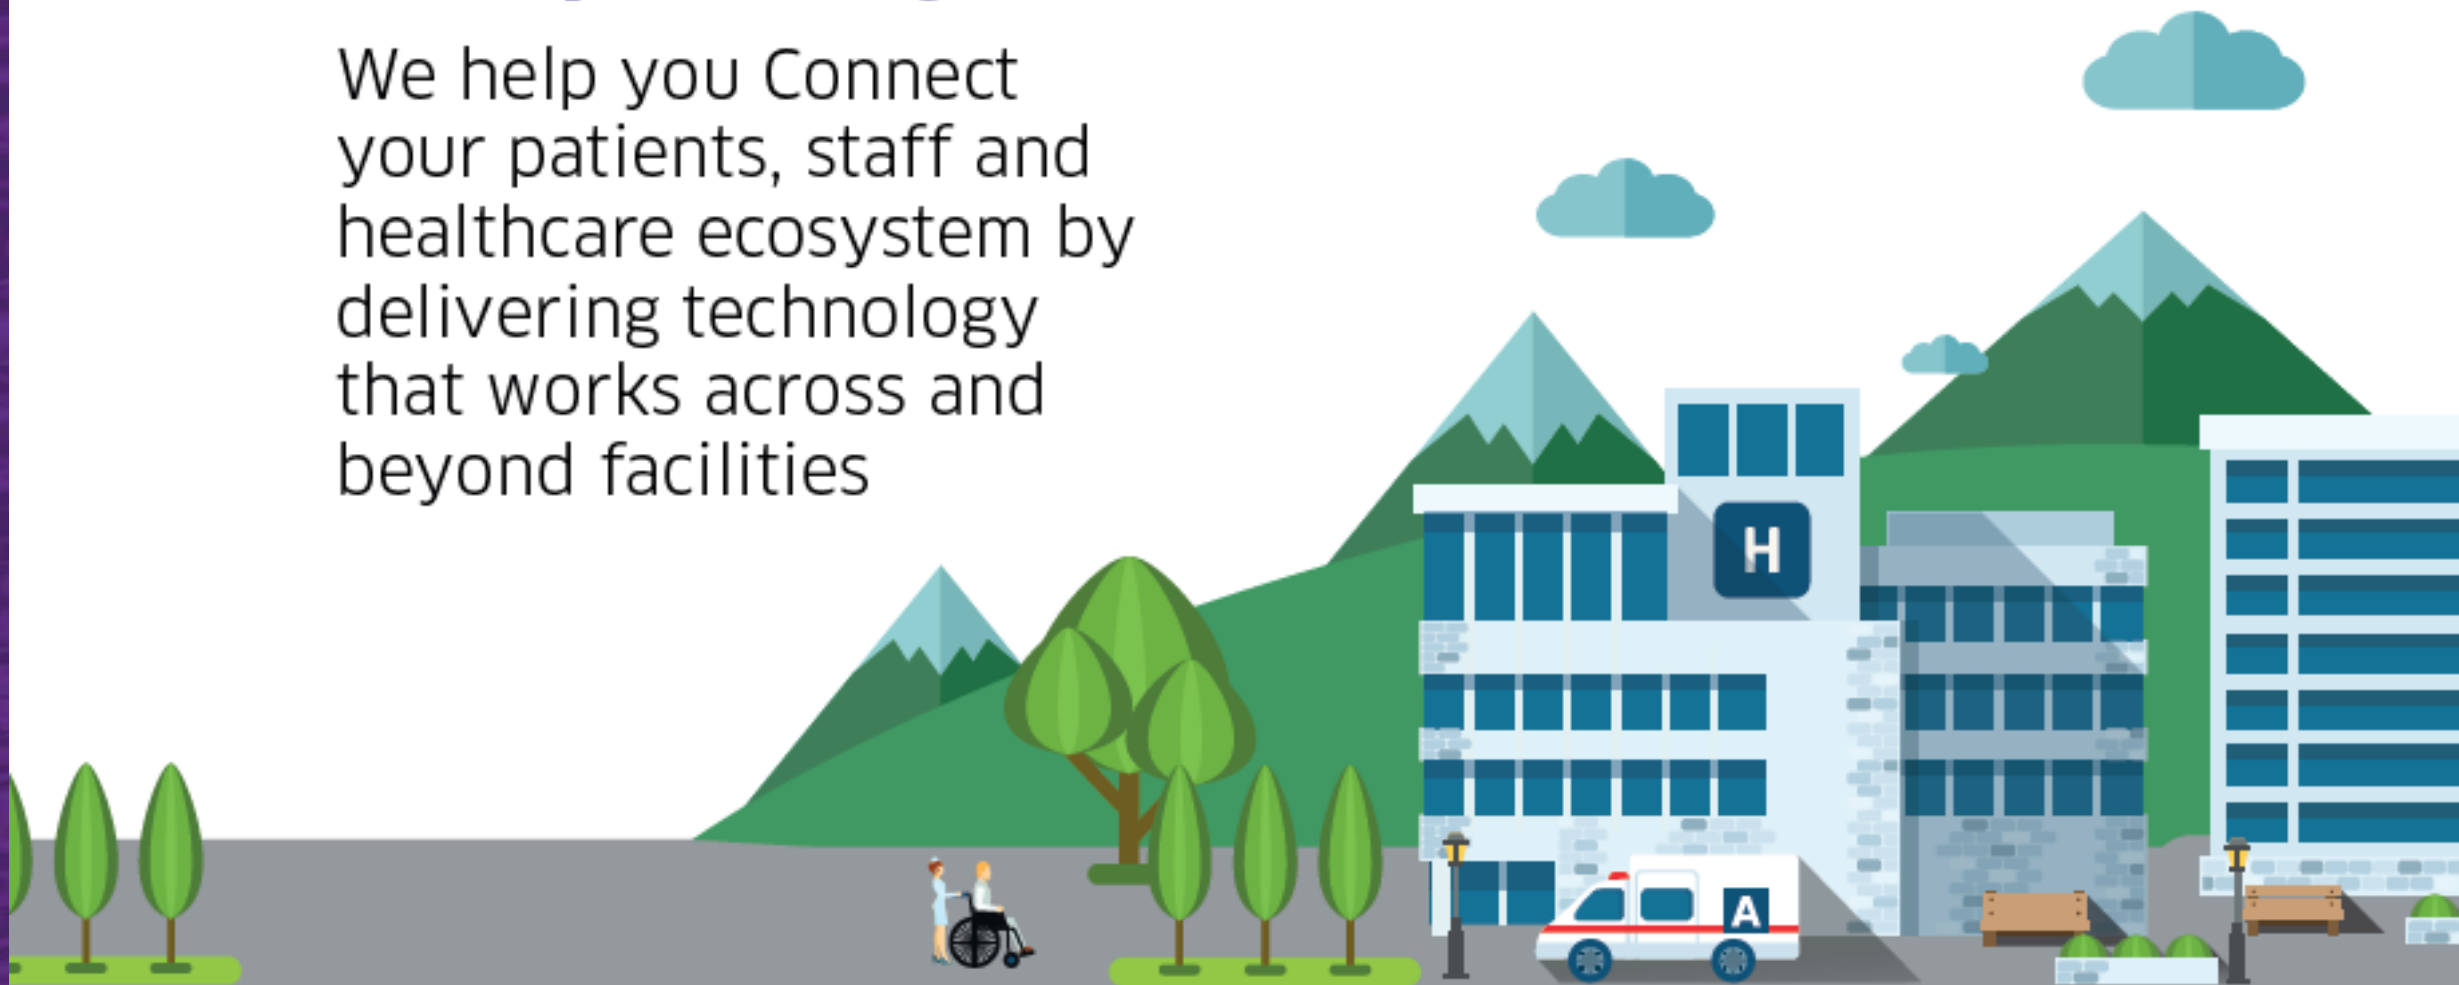 We help you Connect
your patients, staff and
healthcare ecosystem by
delivering technology
that works across and
beyond facilities
H
A